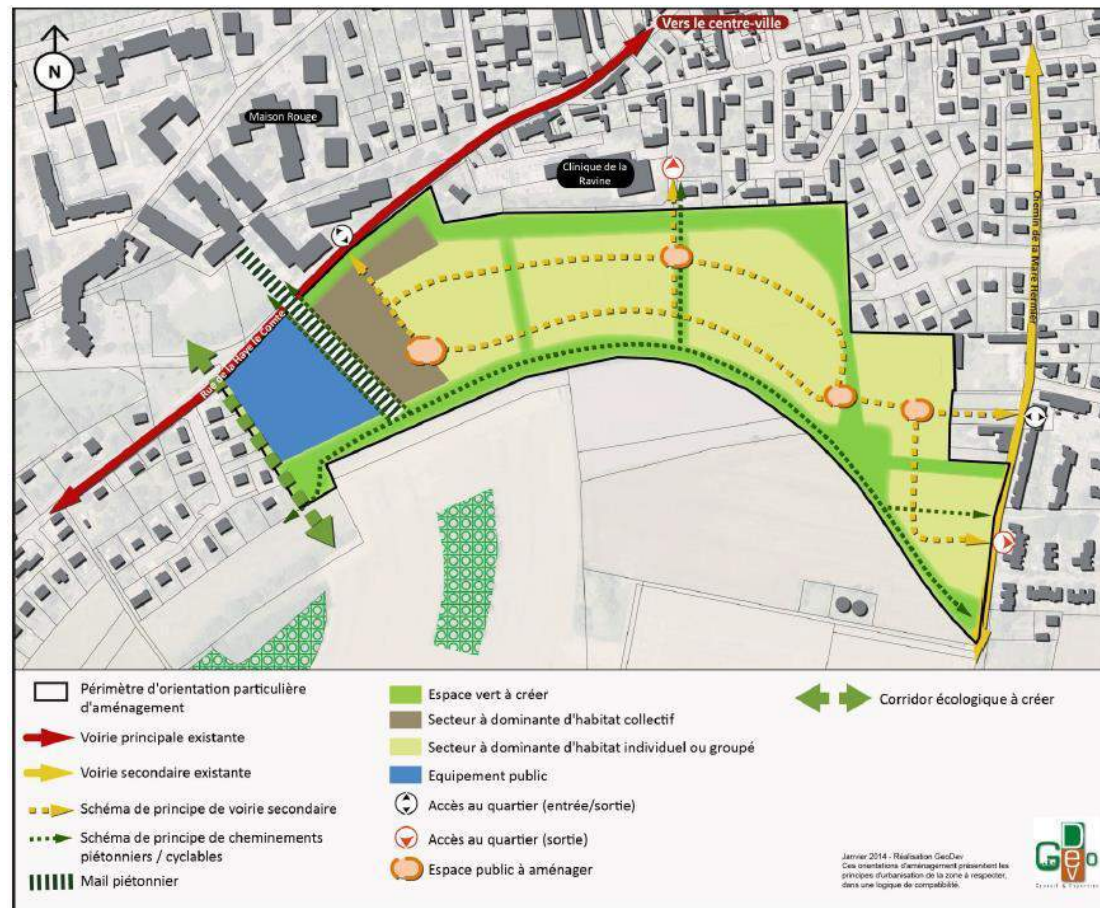 Vers le centre-ville
N
Maison Rouge
Clinique de la
Ravine
Chemin de la Mare Hermier
Rue de la Haye le Comte
Périmètre d'orientation particulière
d'aménagement
Voirie principale existante
Voirie secondaire existante
Schéma de principe de voirie secondaire
Schéma de principe de cheminements
piétonniers / cyclables
Mail piétonnier
Espace vert à créer
Secteur à dominante d'habitat collectif
Secteur à dominante d'habitat individuel ou groupé
Equipement public
Accès au quartier (entrée/sortie)
Accès au quartier (sortie)
Espace public à aménager
Corridor écologique à créer
Janvier 2014 - Réalisation GeoDev
Ces orientations d'aménagement présentent les
principes d'urbanisation de la zone à respecter,
dans une logique de compatibilité.
GeoDev
Conseil & Expertise